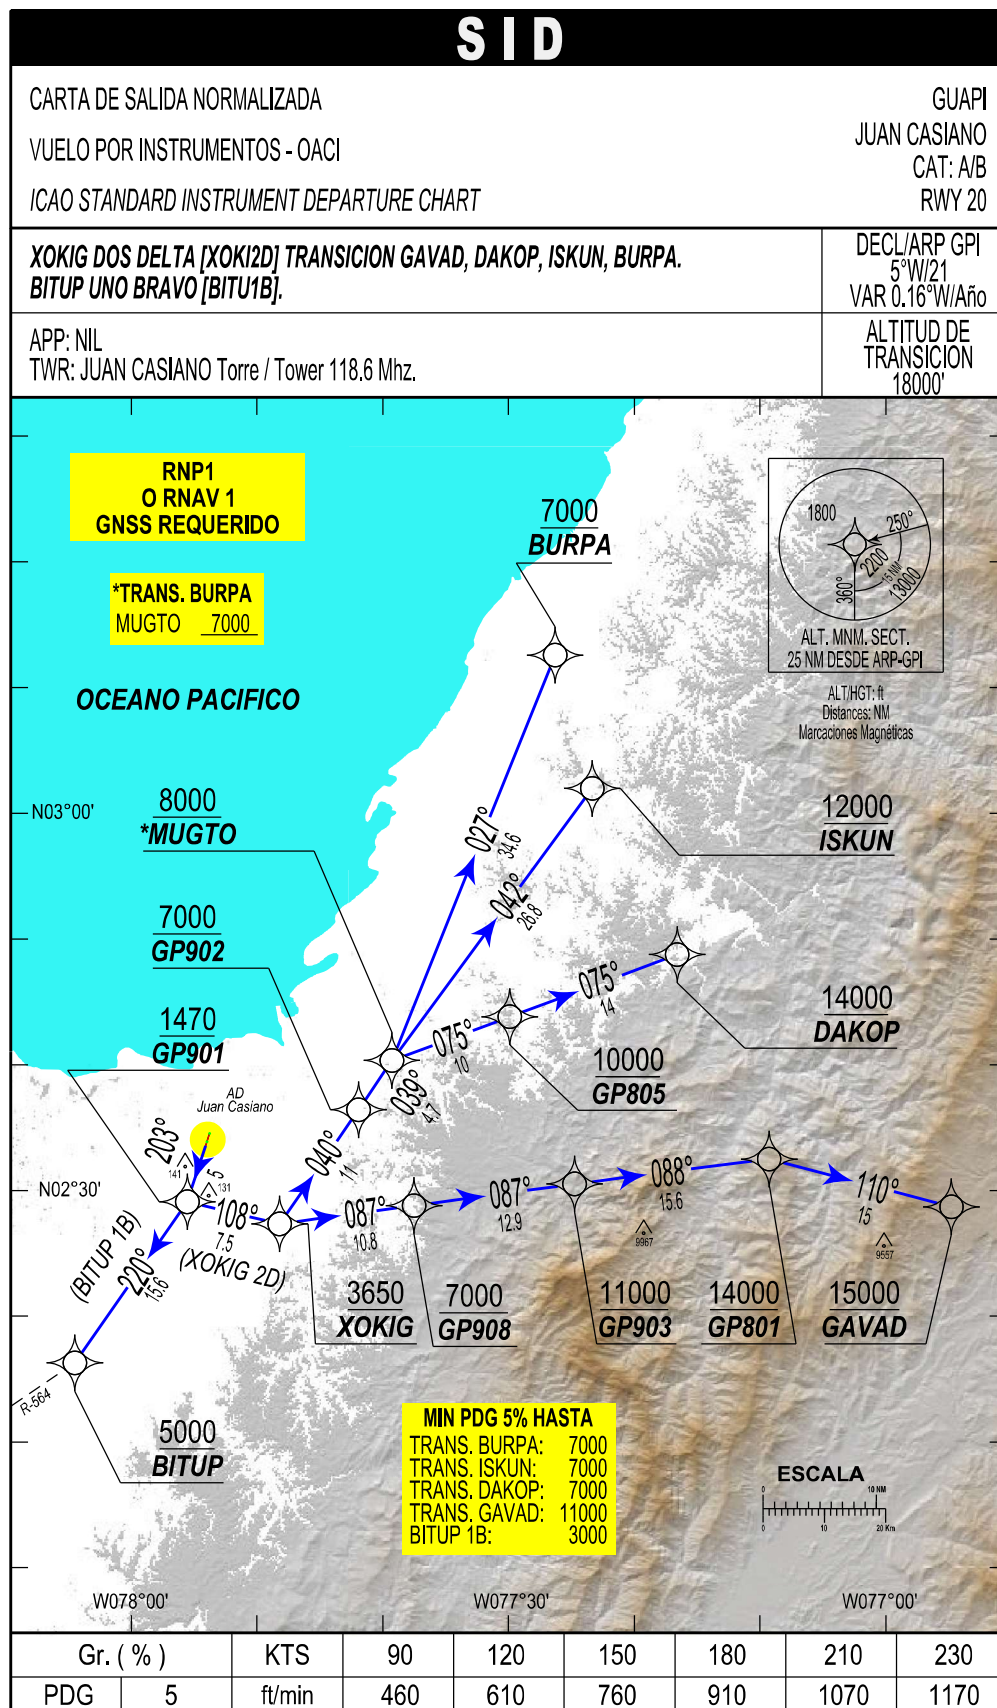 SID
CARTA DE SALIDA NORMALIZADA
VUELO POR INSTRUMENTOS - OACI
ICAO STANDARD INSTRUMENT DEPARTURE CHART
GUAPI
JUAN CASIANO
CAT: A/B
RWY 20
XOKIG DOS DELTA [XOKI2D] TRANSICION GAVAD, DAKOP, ISKUN, BURPA.
BITUP UNO BRAVO [BITU1B].
DECL/ARP GPI
5°W/21
VAR 0.16°W/Año
APP: NIL
TWR: JUAN CASIANO Torre / Tower 118.6 Mhz.
ALTITUD DE
TRANSICION
18000'
RNP1
O RNAV 1
GNSS REQUERIDO
*TRANS. BURPA
MUGTO 7000
OCEANO PACIFICO
7000
BURPA
1800
250°
2200
15 NM
13000
360°
ALT. MNM. SECT.
25 NM DESDE ARP-GPI
ALT/HGT: ft
Distances: NM
Marcaciones Magnéticas
N03°00'
8000
*MUGTO
12000
ISKUN
027°
34.6
042°
26.8
7000
GP902
1470
GP901
075°
14
075°
10
14000
DAKOP
10000
GP805
039°
4.7
AD
Juan Casiano
203°
5
141
131
040°
11
N02°30'
108°
7.5
(XOKIG 2D)
087°
10.8
087°
12.9
088°
15.6
110°
15
9967
9557
(BITUP 1B)
220°
15.6
3650
XOKIG
7000
GP908
11000
GP903
14000
GP801
15000
GAVAD
R-564
5000
BITUP
MIN PDG 5% HASTA
TRANS. BURPA: 7000
TRANS. ISKUN: 7000
TRANS. DAKOP: 7000
TRANS. GAVAD: 11000
BITUP 1B: 3000
ESCALA
0 10 NM
0 10 20 Km
W078°00' W077°30' W077°00'
Gr. ( % ) KTS 90 120 150 180 210 230
PDG 5 ft/min 460 610 760 910 1070 1170